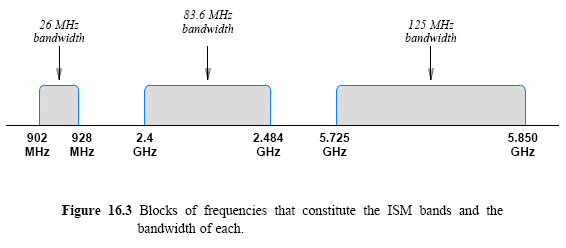 26 MHz
bandwidth
83.6 MHz
bandwidth
125 MHz
bandwidth
902
MHz
928
MHz
2.4
GHz
2.484
GHz
5.725
GHz
5.850
GHz
Figure 16.3 Blocks of frequencies that constitute the ISM bands and the
bandwidth of each.